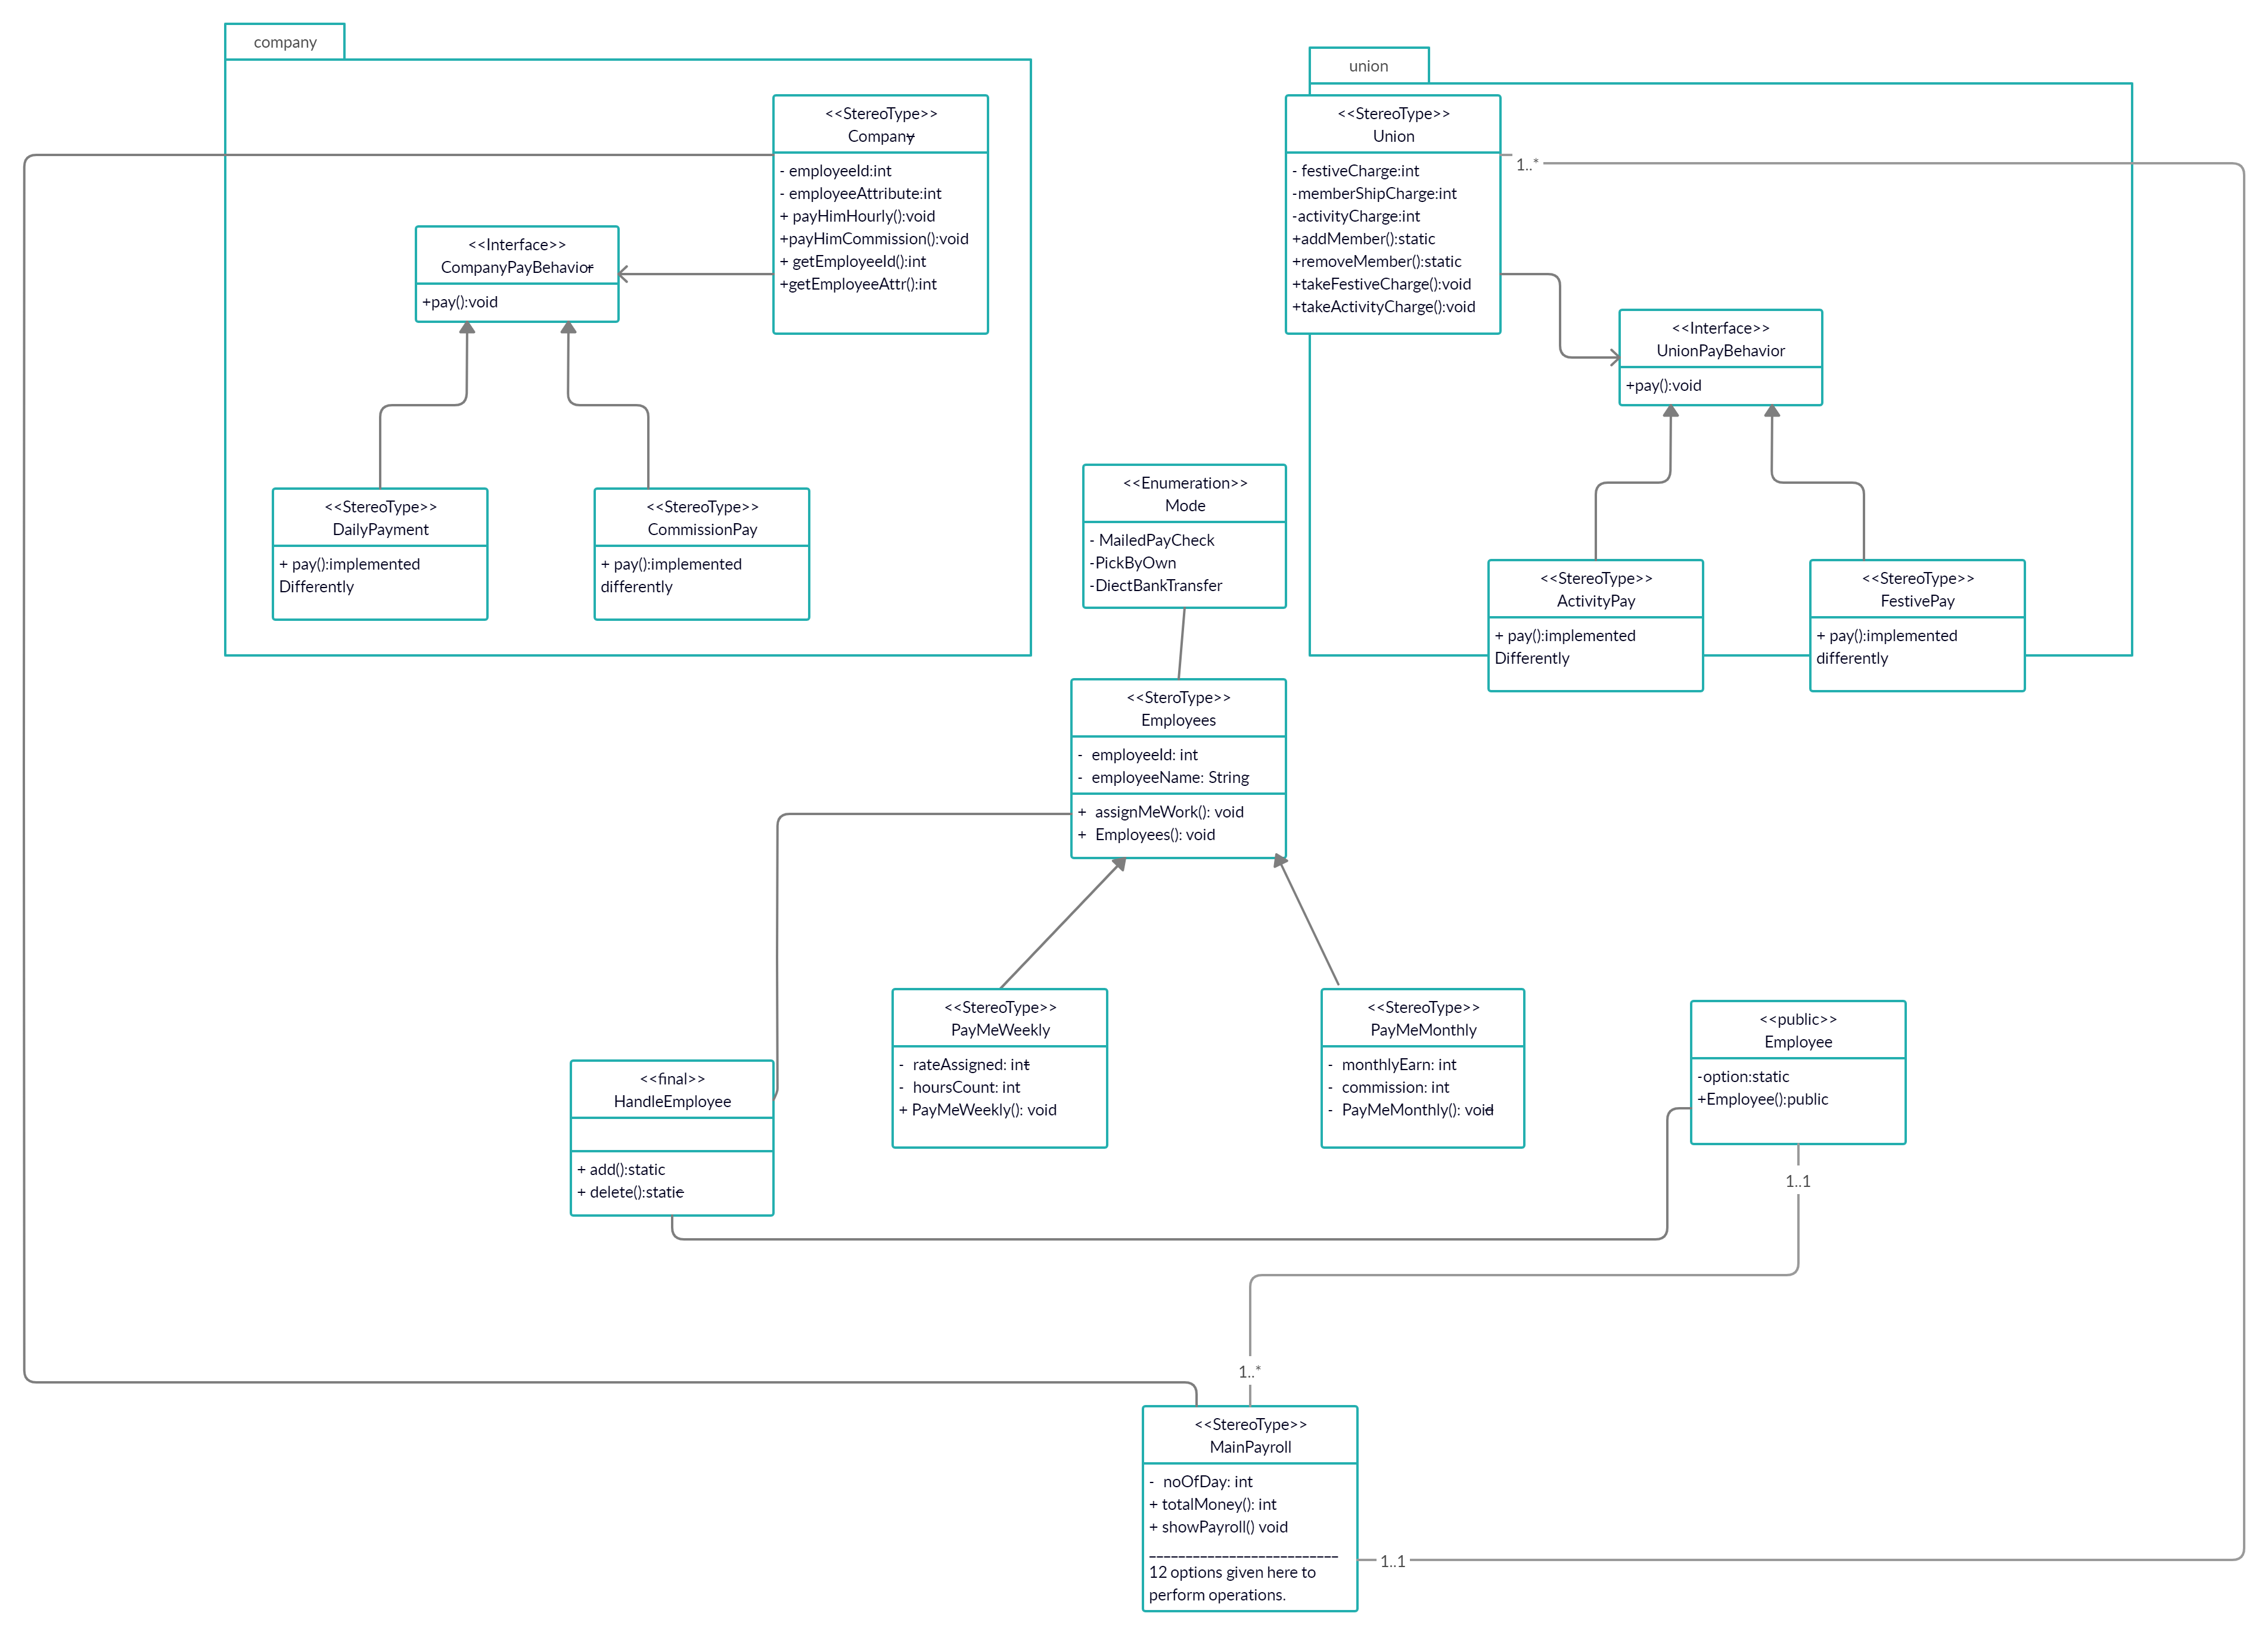 company
<<StereoType>>
Company
- employeeId:int
- employeeAttribute:int
+ payHimHourly():void
+payHimCommission():void
+ getEmployeeId():int
+getEmployeeAttr():int
<<Interface>>
CompanyPayBehavior
+pay():void
<<StereoType>>
DailyPayment
+ pay():implemented
Differently
<<StereoType>>
CommissionPay
+ pay():implemented
differently
union
<<StereoType>>
Union
- festiveCharge:int
-memberShipCharge:int
-activityCharge:int
+addMember():static
+removeMember():static
+takeFestiveCharge():void
+takeActivityCharge():void
1..*
<<Interface>>
UnionPayBehavior
+pay():void
<<StereoType>>
ActivityPay
+ pay():implemented
Differently
<<StereoType>>
FestivePay
+ pay():implemented
differently
<<Enumeration>>
Mode
- MailedPayCheck
-PickByOwn
-DiectBankTransfer
<<SteroType>>
Employees
- employeeId: int
- employeeName: String
+ assignMeWork(): void
+ Employees(): void
<<StereoType>>
PayMeWeekly
- rateAssigned: int
- hoursCount: int
+ PayMeWeekly(): void
<<StereoType>>
PayMeMonthly
- monthlyEarn: int
- commission: int
- PayMeMonthly(): void
<<public>>
Employee
-option:static
+Employee():public
1..1
<<final>>
HandleEmployee
+ add():static
+ delete():static
1..*
<<StereoType>>
MainPayroll
- noOfDay: int
+ totalMoney(): int
+ showPayroll() void
__________________________
12 options given here to
perform operations.
1..1